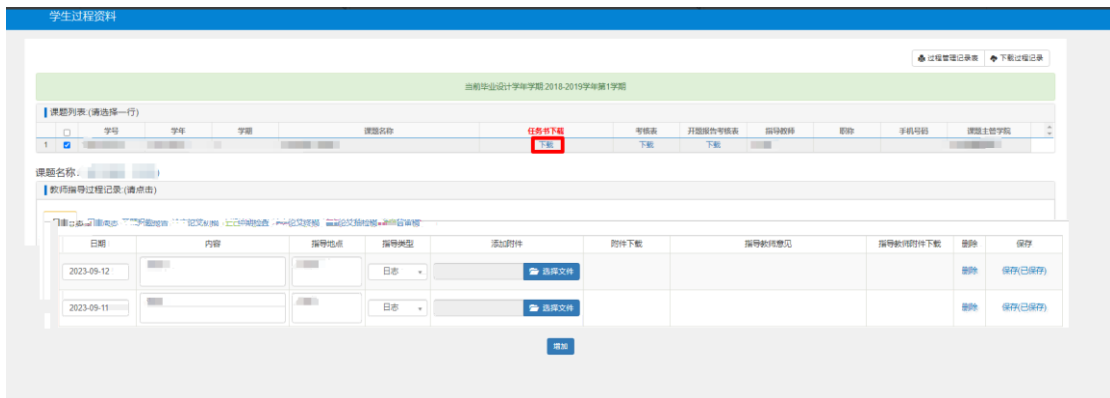 学生过程资料
过程管理记录表 下载过程记录
当前毕业设计学年学期:2018-2019学年第1学期
课题列表:(请选择一行)
学号 学年 学期 课题名称 任务书下载 考核表 开题报告考核表 指导教师 职称 手机号码 课题主管学院
1 下载 下载 下载
课题名称:
教师指导过程记录:(请点击)
日期 内容 指导地点 指导类型 添加附件 附件下载 指导教师意见 指导教师附件下载 删除 保存
2023-09-12 日志 选择文件 删除 保存(已保存)
2023-09-11 日志 选择文件 删除 保存(已保存)
增加